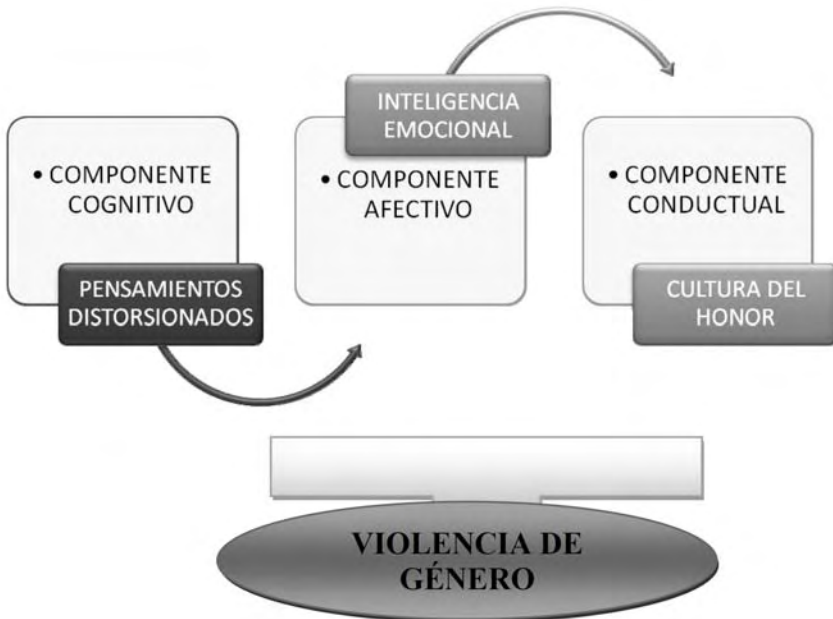 • COMPONENTE
COGNITIVO
PENSAMIENTOS
DISTORSIONADOS
INTELIGENCIA
EMOCIONAL
• COMPONENTE
AFECTIVO
• COMPONENTE
CONDUCTUAL
CULTURA DEL
HONOR
VIOLENCIA DE
GÉNERO